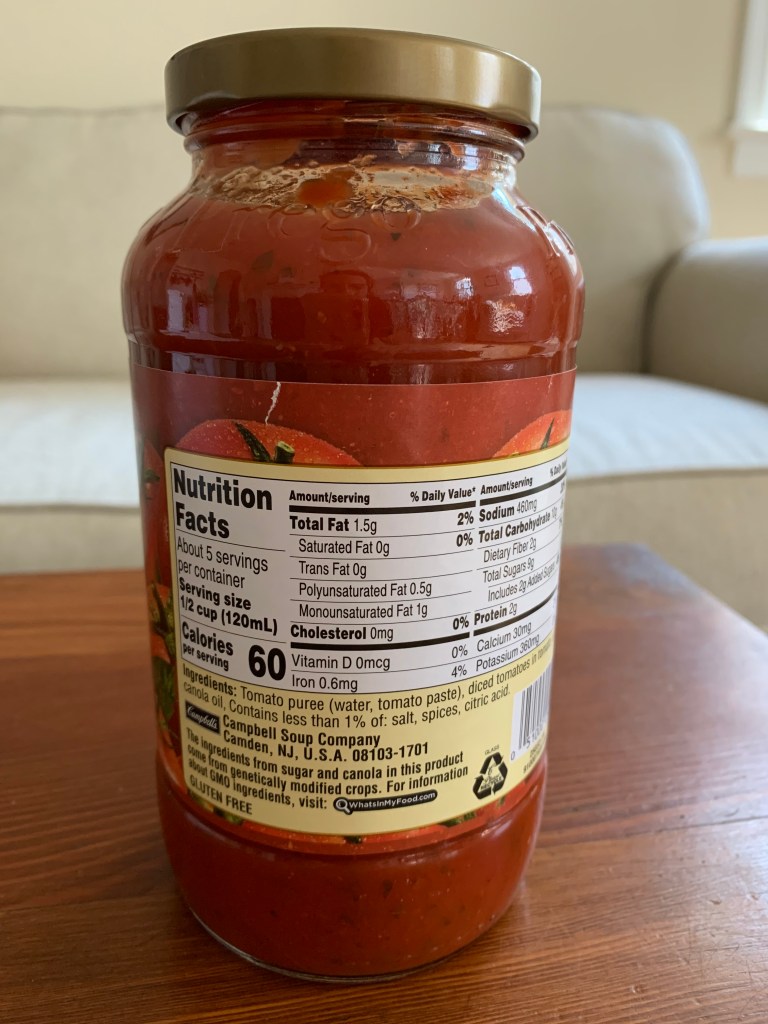 Nutrition
Facts
About 5 servings
per container
Serving size
1/2 cup (120mL)
Calories
per serving
60
Amount/serving % Daily Value*
Total Fat 1.5g 2%
Saturated Fat 0g 0%
Trans Fat 0g
Polyunsaturated Fat 0.5g
Monounsaturated Fat 1g
Cholesterol 0mg 0%
Vitamin D 0mcg 0%
Iron 0.6mg 4%
Amount/serving
Sodium 460mg
Total Carbohydrate
Dietary Fiber 2g
Total Sugars 9g
Includes 2g Added
Protein 2g
Calcium 30mg
Potassium 360mg
Ingredients: Tomato puree (water, tomato paste), diced tomatoes in
canola oil, Contains less than 1% of: salt, spices, citric acid.
Campbell's
Campbell Soup Company
Camden, NJ, U.S.A. 08103-1701
The ingredients from sugar and canola in this product
come from genetically modified crops. For information
about GMO ingredients, visit: WhatsInMyFood.com
GLUTEN FREE
GLASS